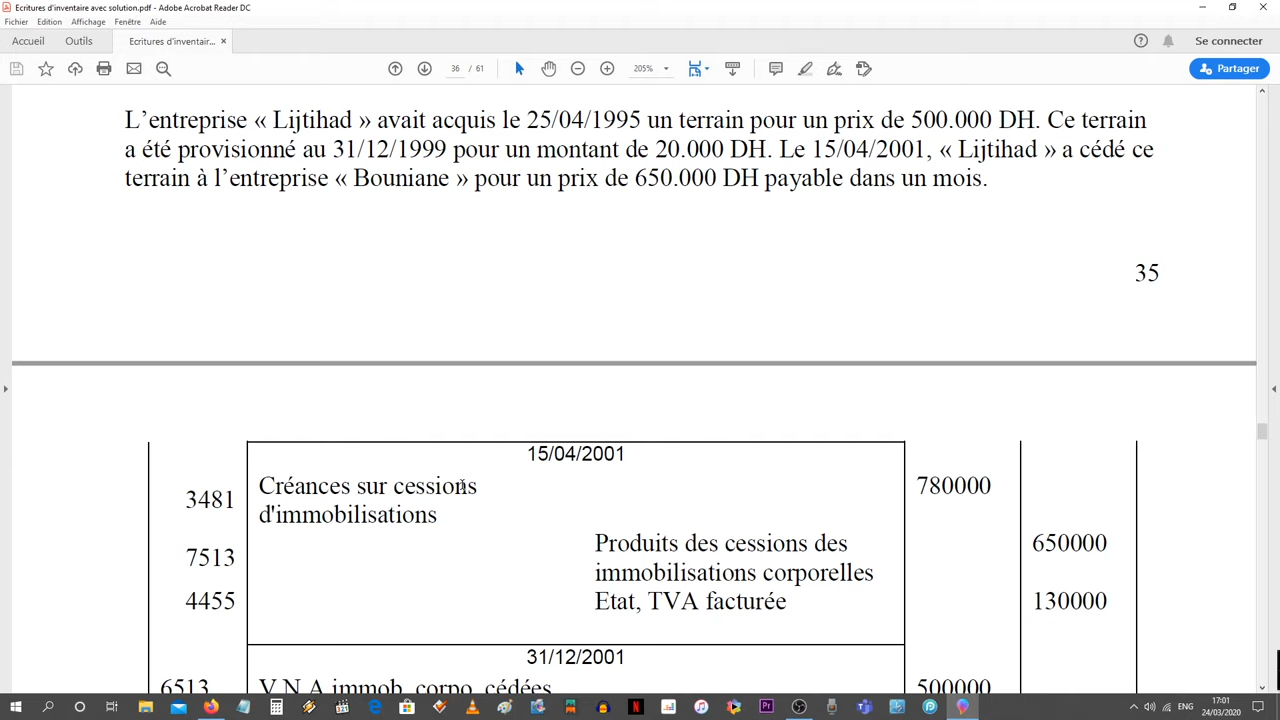 Ecritures d'inventaire avec solution.pdf - Adobe Acrobat Reader DC
Fichier Edition Affichage Fenêtre Aide
Accueil Outils Ecritures d'inventair... × Se connecter
36 / 61 205% Partager
L'entreprise « Lijtihad » avait acquis le 25/04/1995 un terrain pour un prix de 500.000 DH. Ce terrain
a été provisionné au 31/12/1999 pour un montant de 20.000 DH. Le 15/04/2001, « Lijtihad » a cédé ce
terrain à l'entreprise « Bouniane » pour un prix de 650.000 DH payable dans un mois.
35
15/04/2001
3481 Créances sur cessions 780000
d'immobilisations
7513 Produits des cessions des 650000
immobilisations corporelles
4455 Etat, TVA facturée 130000
31/12/2001
6513 V.N.A immob. corpo. cédées 500000
ENG 17:01
24/03/2020